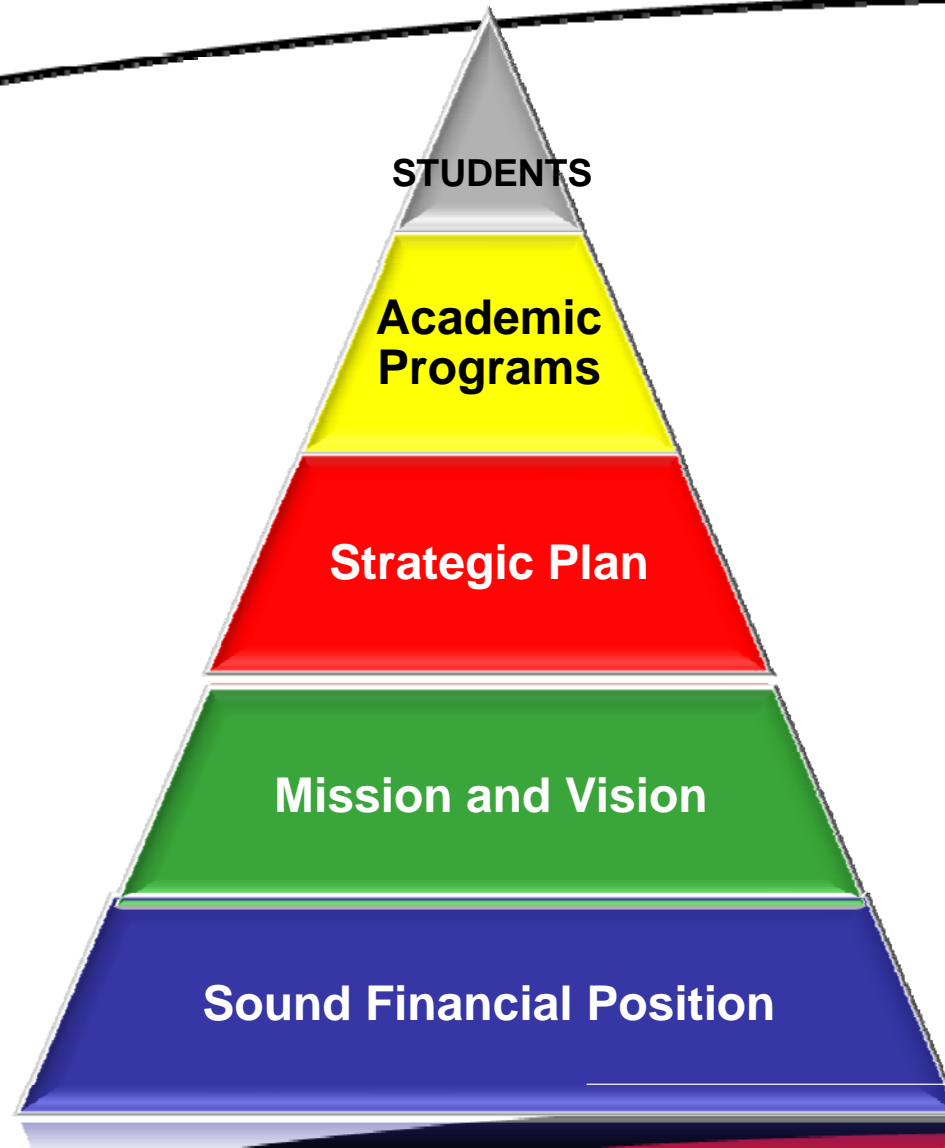 STUDENTS
Academic
Programs
Strategic Plan
Mission and Vision
Sound Financial Position